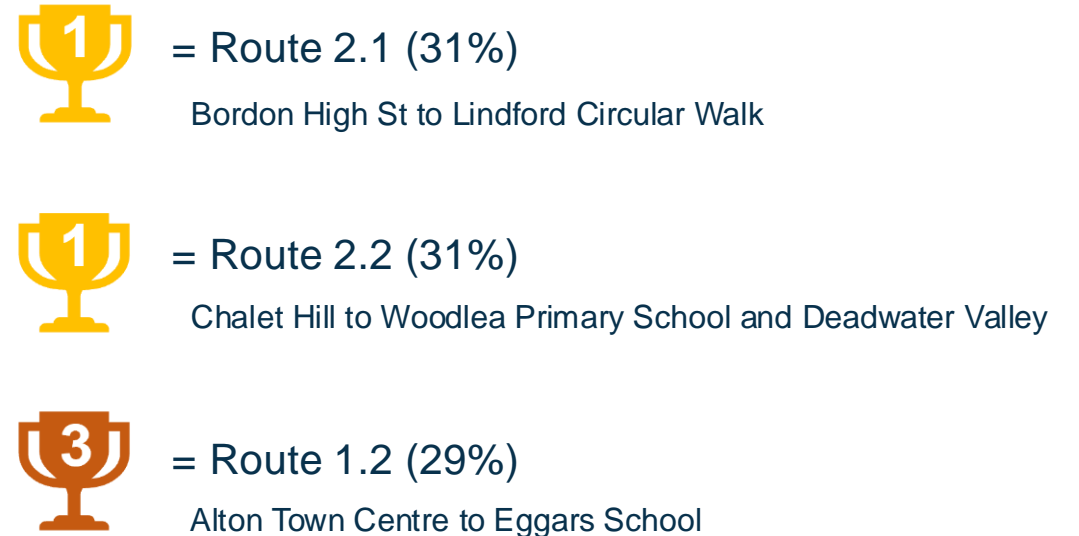 1
= Route 2.1 (31%)
Bordon High St to Lindford Circular Walk
1
= Route 2.2 (31%)
Chalet Hill to Woodlea Primary School and Deadwater Valley
3
= Route 1.2 (29%)
Alton Town Centre to Eggars School